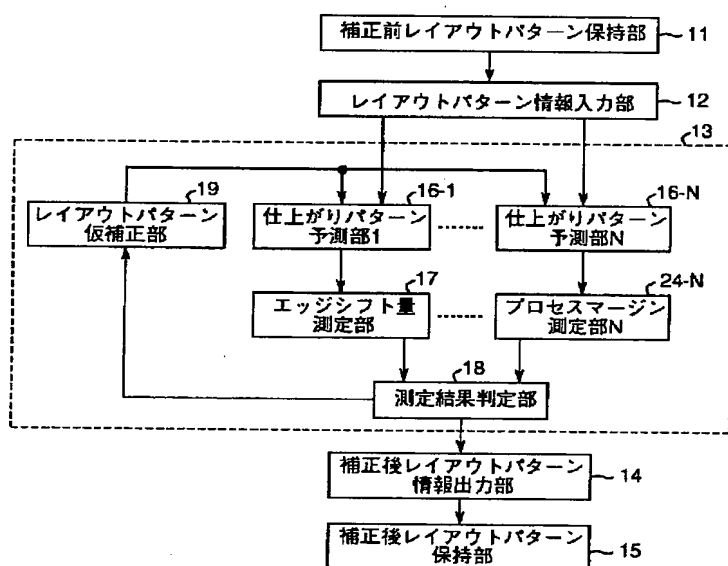 補正前レイアウトパターン保持部
11
レイアウトパターン情報入力部
12
13
19
レイアウトパターン
仮補正部
16-1
仕上がりパターン
予測部1
16-N
仕上がりパターン
予測部N
17
エッジシフト量
測定部
24-N
プロセスマージン
測定部N
18
測定結果判定部
補正後レイアウトパターン
情報出力部
14
補正後レイアウトパターン
保持部
15